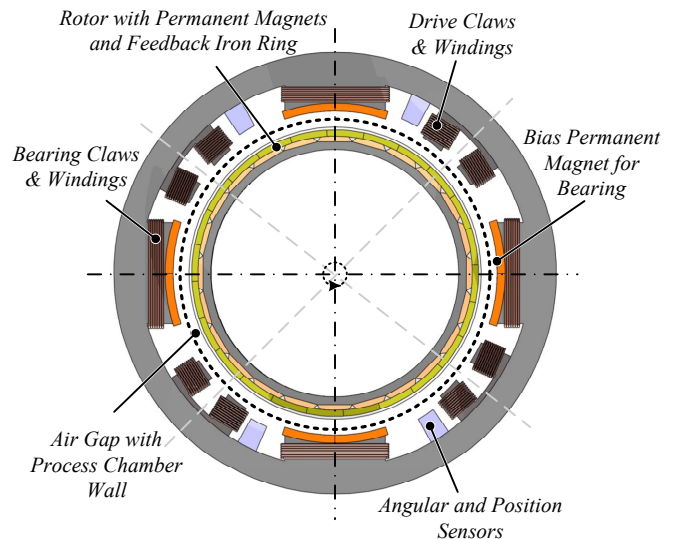 Rotor with Permanent Magnets
and Feedback Iron Ring
Drive Claws
& Windings
Bearing Claws
& Windings
Bias Permanent
Magnet for
Bearing
Air Gap with
Process Chamber
Wall
Angular and Position
Sensors